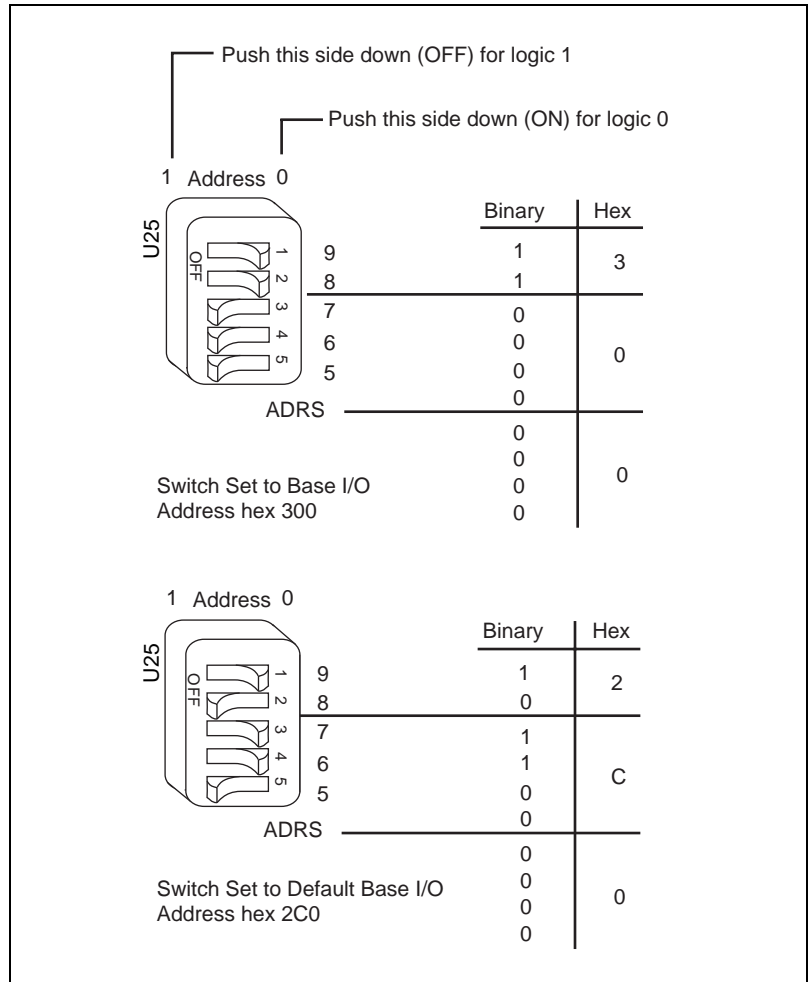 Push this side down (OFF) for logic 1
Push this side down (ON) for logic 0
1 Address 0
U25
OFF
1
2
3
4
5
9
8
7
6
5
ADRS
Binary Hex
1
1
3
0
0
0
0
0
0
0
0
0
0
Switch Set to Base I/O
Address hex 300
1 Address 0
U25
OFF
1
2
3
4
5
9
8
7
6
5
ADRS
Binary Hex
1
0
2
1
1
0
0
C
0
0
0
0
0
Switch Set to Default Base I/O
Address hex 2C0